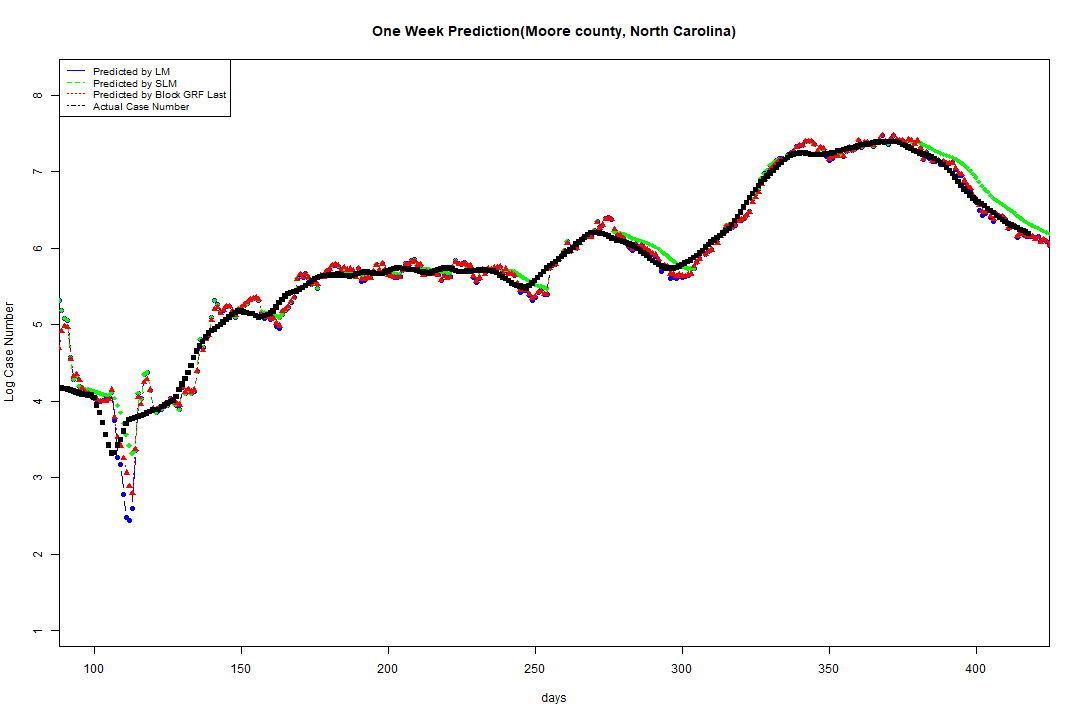 One Week Prediction(Moore county, North Carolina)
Predicted by LM
Predicted by SLM
Predicted by Block GRF Last
Actual Case Number
8
7
6
5
4
3
2
1
Log Case Number
100 150 200 250 300 350 400
days